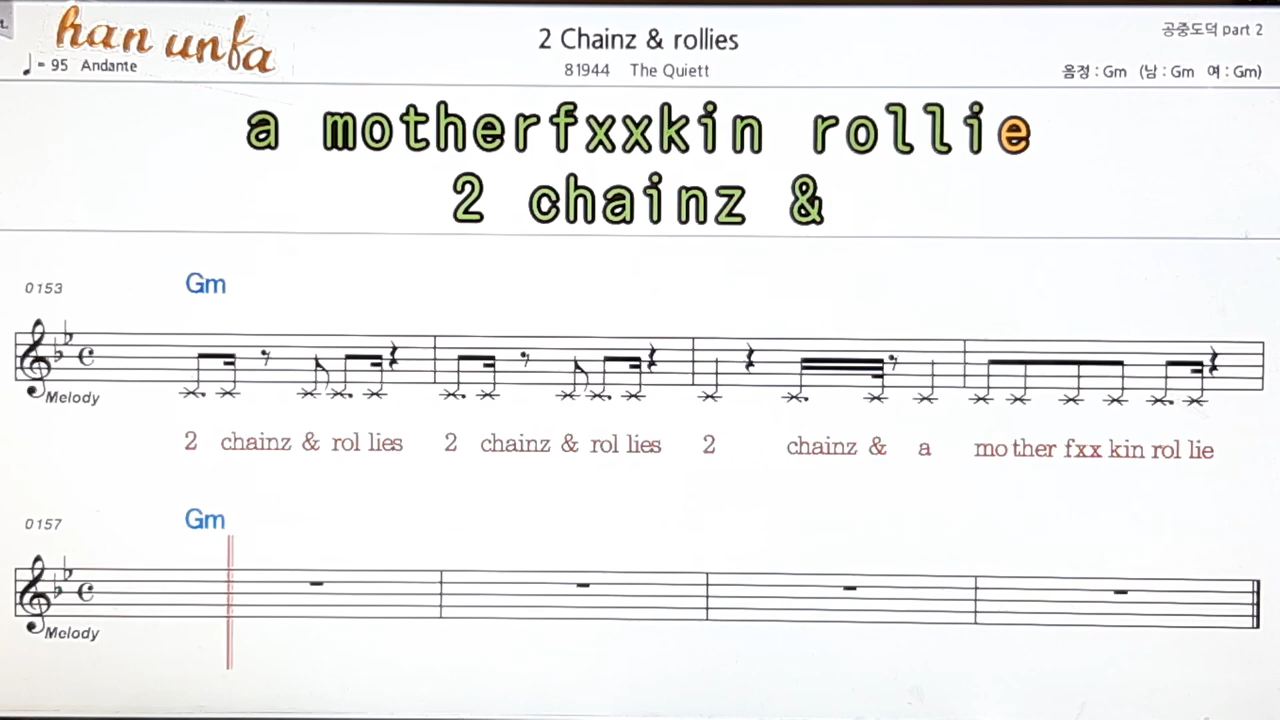 han unfa
2 Chainz & rollies
공중도덕 part 2
♩ = 95 Andante
81944 The Quiett
음정 : Gm (남 : Gm 여 : Gm)
a motherfxxkin rollie
2 chainz &
0153
Gm
Melody
2 chainz & rol lies 2 chainz & rol lies 2 chainz & a mo ther fxx kin rol lie
0157
Gm
Melody